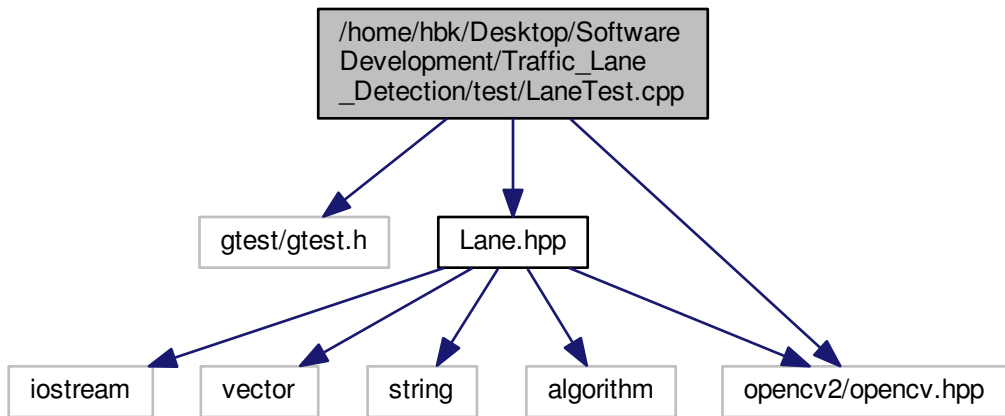 /home/hbk/Desktop/Software
Development/Traffic_Lane
_Detection/test/LaneTest.cpp
gtest/gtest.h
Lane.hpp
iostream
vector
string
algorithm
opencv2/opencv.hpp